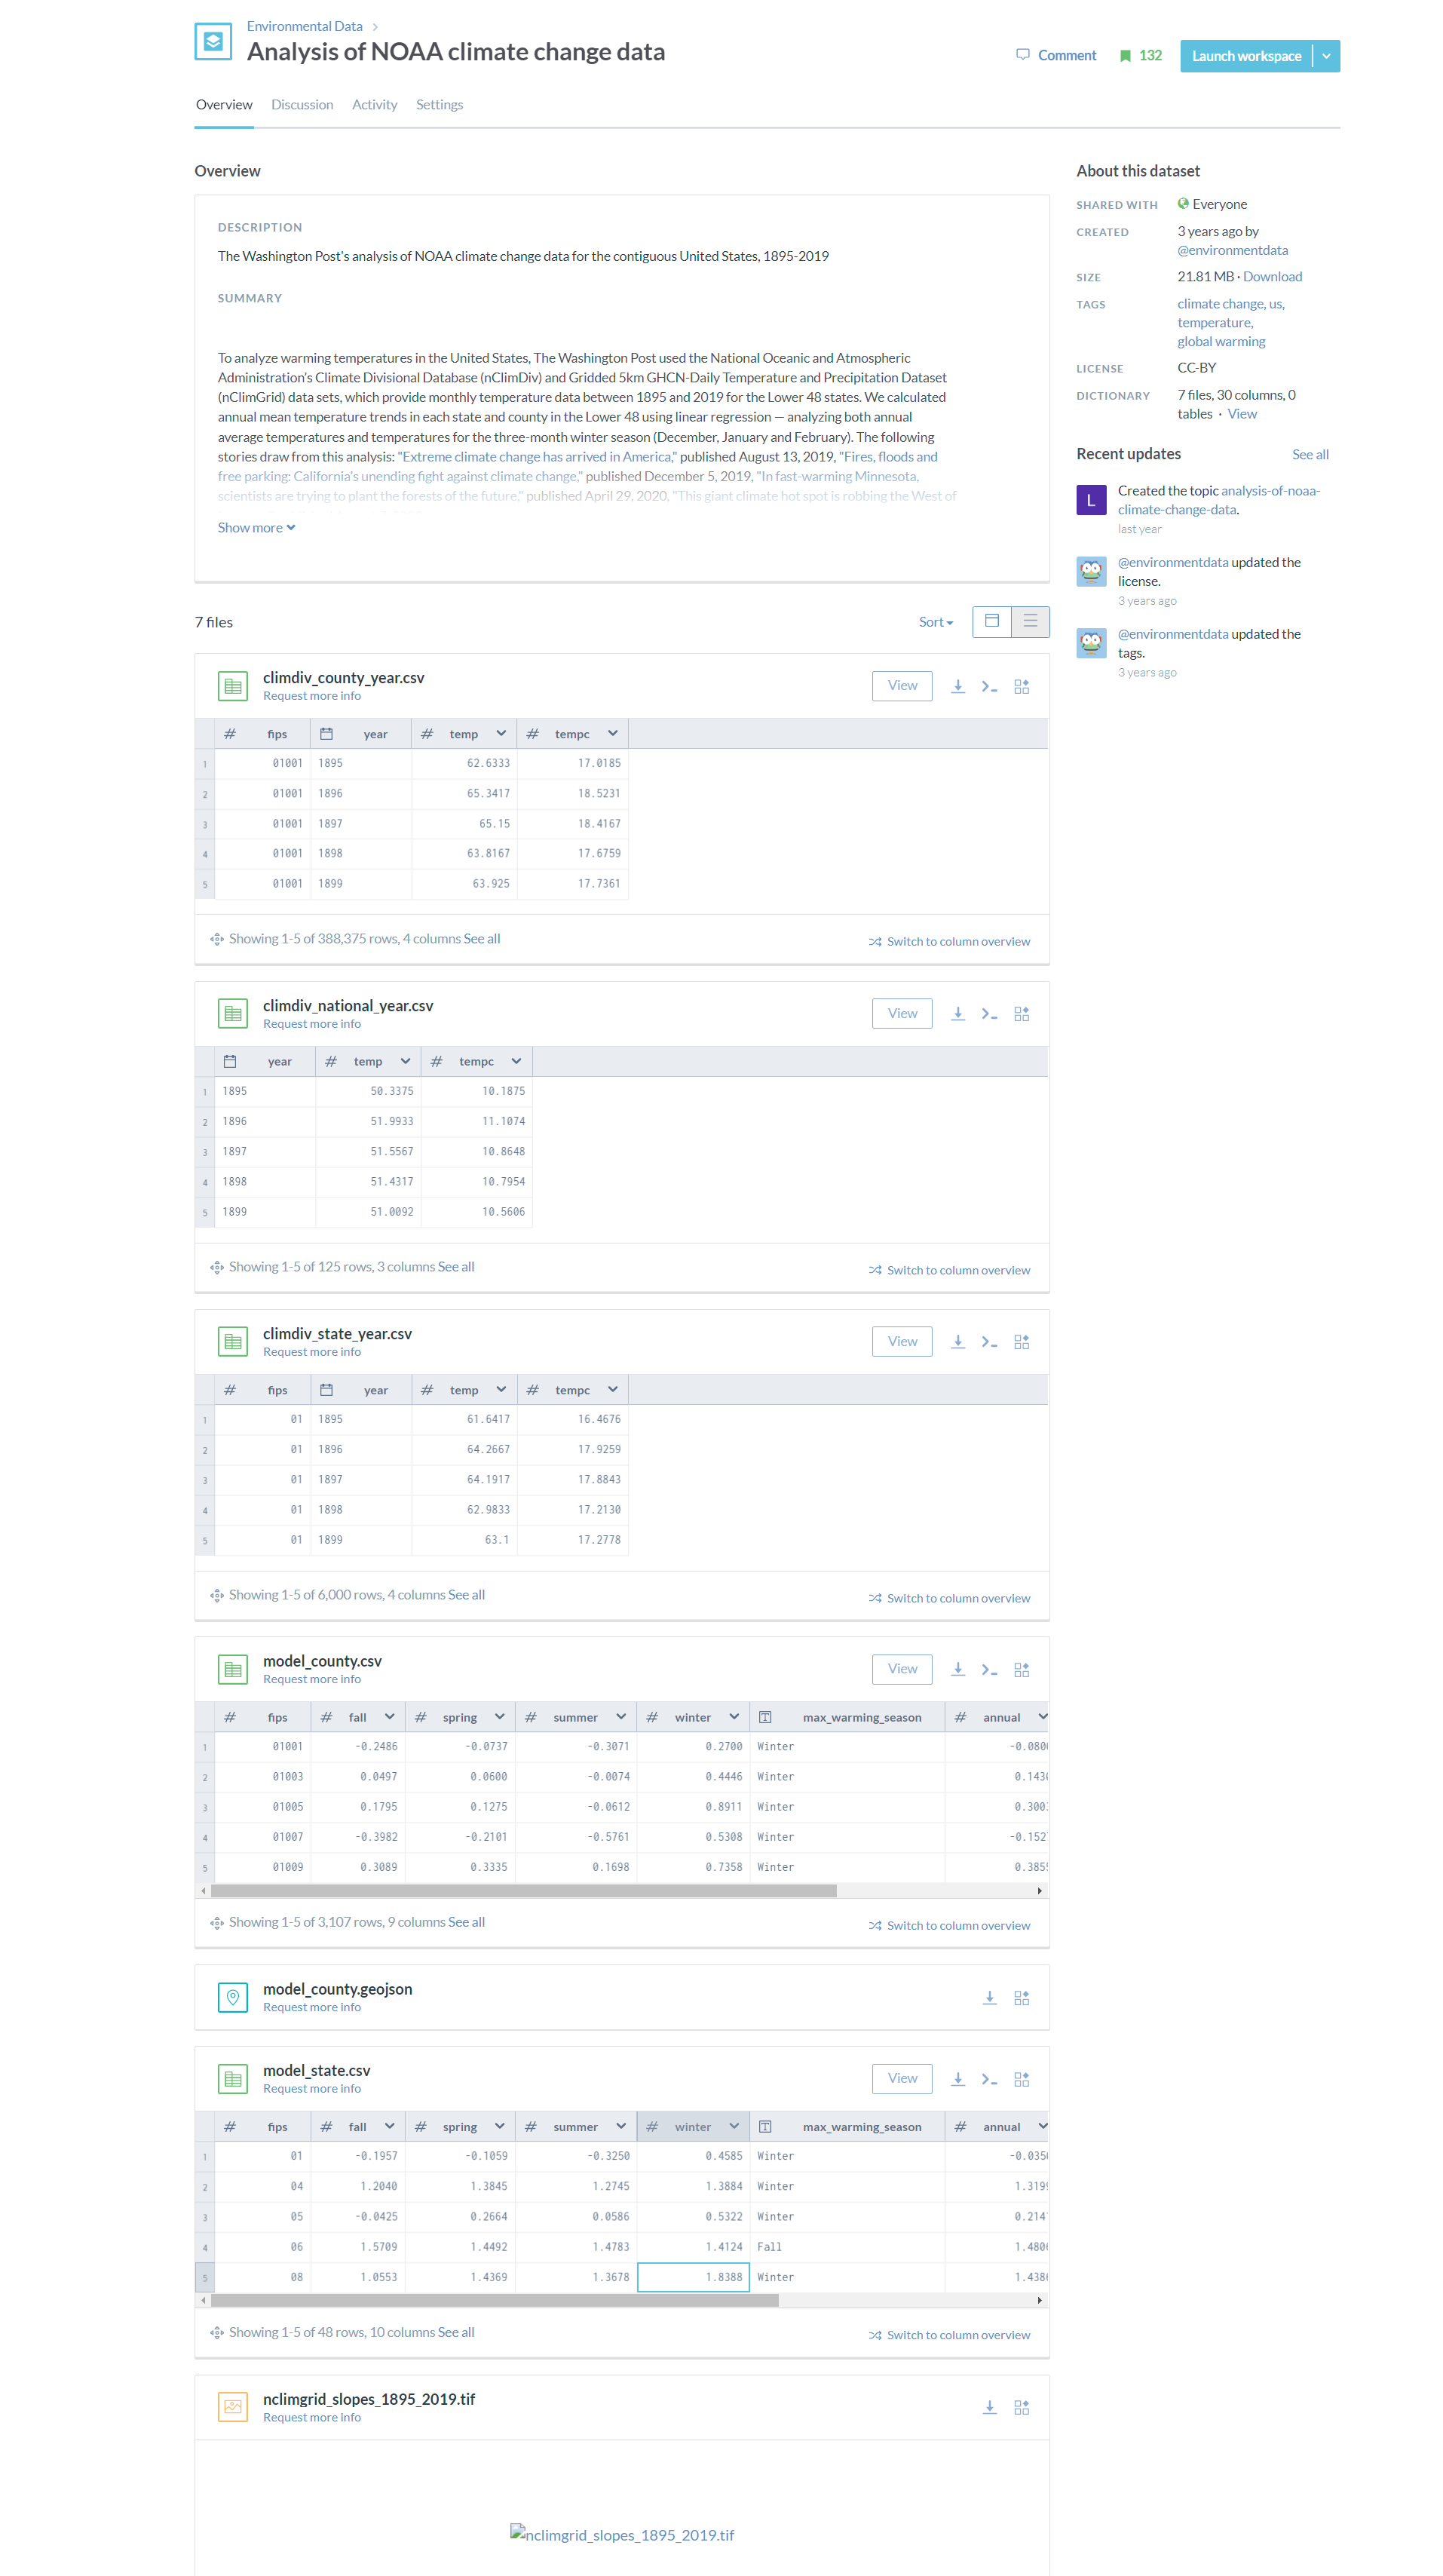 Environmental Data
Analysis of NOAA climate change data
Comment
132
Launch workspace
Overview
Discussion
Activity
Settings
Overview
DESCRIPTION
The Washington Post's analysis of NOAA climate change data for the contiguous United States, 1895-2019
SUMMARY
To analyze warming temperatures in the United States, The Washington Post used the National Oceanic and Atmospheric
Administration's Climate Divisional Database (nClimDiv) and Gridded 5km GHCN-Daily Temperature and Precipitation Dataset
(nClimGrid) data sets, which provide monthly temperature data between 1895 and 2019 for the Lower 48 states. We calculated
annual mean temperature trends in each state and county in the Lower 48 using linear regression — analyzing both annual
average temperatures and temperatures for the three-month winter season (December, January and February). The following
stories draw from this analysis: "Extreme climate change has arrived in America," published August 13, 2019, "Fires, floods and
free parking: California's unending fight against climate change," published December 5, 2019, "In fast-warming Minnesota,
scientists are trying to plant the forests of the future," published April 29, 2020, "This giant climate hot spot is robbing the West of
Show more
About this dataset
SHARED WITH Everyone
CREATED 3 years ago by
@environmentdata
SIZE 21.81 MB · Download
TAGS climate change, us,
temperature,
global warming
LICENSE CC-BY
DICTIONARY 7 files, 30 columns, 0
tables · View
Recent updates See all
L Created the topic analysis-of-noaa-
climate-change-data.
last year
@environmentdata updated the
license.
3 years ago
@environmentdata updated the
tags.
3 years ago
7 files
Sort
climdiv_county_year.csv
Request more info
View
# fips year # temp # tempc
1 01001 1895 62.6333 17.0185
2 01001 1896 65.3417 18.5231
3 01001 1897 65.15 18.4167
4 01001 1898 63.8167 17.6759
5 01001 1899 63.925 17.7361
Showing 1-5 of 388,375 rows, 4 columns See all
Switch to column overview
climdiv_national_year.csv
Request more info
View
year # temp # tempc
1 1895 50.3375 10.1875
2 1896 51.9933 11.1074
3 1897 51.5567 10.8648
4 1898 51.4317 10.7954
5 1899 51.0092 10.5606
Showing 1-5 of 125 rows, 3 columns See all
Switch to column overview
climdiv_state_year.csv
Request more info
View
# fips year # temp # tempc
1 01 1895 61.6417 16.4676
2 01 1896 64.2667 17.9259
3 01 1897 64.1917 17.8843
4 01 1898 62.9833 17.2130
5 01 1899 63.1 17.2778
Showing 1-5 of 6,000 rows, 4 columns See all
Switch to column overview
model_county.csv
Request more info
View
# fips # fall # spring # summer # winter max_warming_season # annual
1 01001 -0.2486 -0.0737 -0.3071 0.2700 Winter -0.080
2 01003 0.0497 0.0600 -0.0074 0.4446 Winter 0.143
3 01005 0.1795 0.1275 -0.0612 0.8911 Winter 0.300
4 01007 -0.3982 -0.2101 -0.5761 0.5308 Winter -0.152
5 01009 0.3089 0.3335 0.1698 0.7358 Winter 0.385
Showing 1-5 of 3,107 rows, 9 columns See all
Switch to column overview
model_county.geojson
Request more info
model_state.csv
Request more info
View
# fips # fall # spring # summer # winter max_warming_season # annual
1 01 -0.1957 -0.1059 -0.3250 0.4585 Winter -0.035
2 04 1.2040 1.3845 1.2745 1.3884 Winter 1.319
3 05 -0.0425 0.2664 0.0586 0.5322 Winter 0.214
4 06 1.5709 1.4492 1.4783 1.4124 Fall 1.480
5 08 1.0553 1.4369 1.3678 1.8388 Winter 1.438
Showing 1-5 of 48 rows, 10 columns See all
Switch to column overview
nclimgrid_slopes_1895_2019.tif
Request more info
nclimgrid_slopes_1895_2019.tif